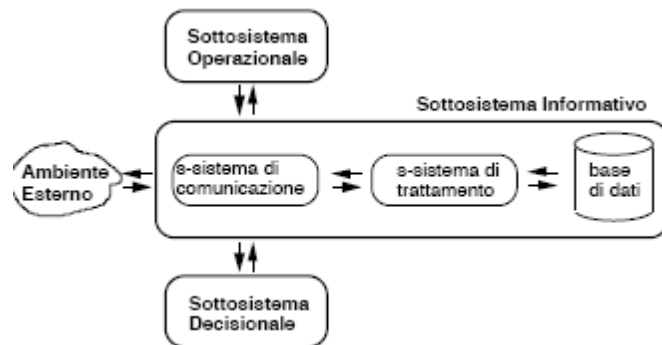 Sottosistema
Operazionale
Sottosistema Informativo
Ambiente
Esterno
s-sistema di
comunicazione
s-sistema di
trattamento
base
di dati
Sottosistema
Decisionale